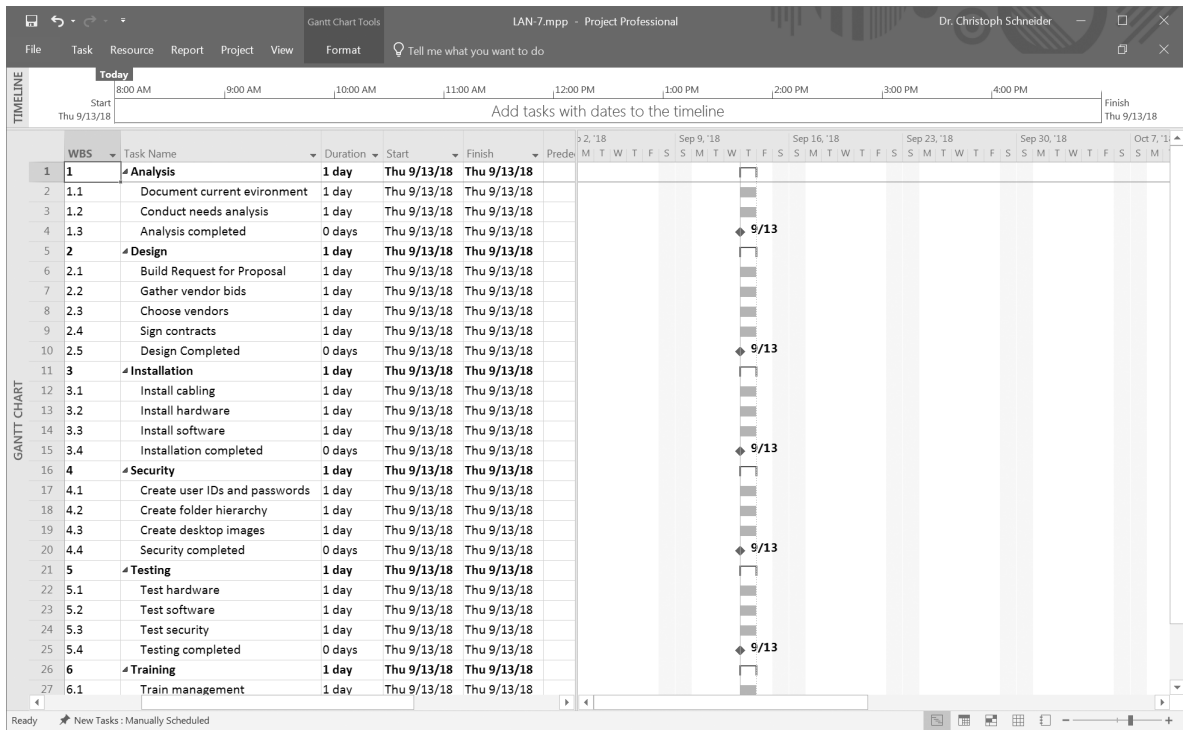 Gantt Chart Tools LAN-7.mpp - Project Professional Dr. Christoph Schneider
File Task Resource Report Project View Format Tell me what you want to do
TIMELINE
Today
8:00 AM 9:00 AM 10:00 AM 11:00 AM 12:00 PM 1:00 PM 2:00 PM 3:00 PM 4:00 PM
Start
Thu 9/13/18
Add tasks with dates to the timeline
Finish
Thu 9/13/18
GANTT CHART
Sep 9, '18 Sep 16, '18 Sep 23, '18 Sep 30, '18
WBS Task Name Duration Start Finish Prede M T W T F S S M T W T F S S M T W T F S S M T W T F S S M T W T F S S M
1 1 Analysis 1 day Thu 9/13/18 Thu 9/13/18
2 1.1 Document current evironment 1 day Thu 9/13/18 Thu 9/13/18
3 1.2 Conduct needs analysis 1 day Thu 9/13/18 Thu 9/13/18
4 1.3 Analysis completed 0 days Thu 9/13/18 Thu 9/13/18 9/13
5 2 Design 1 day Thu 9/13/18 Thu 9/13/18
6 2.1 Build Request for Proposal 1 day Thu 9/13/18 Thu 9/13/18
7 2.2 Gather vendor bids 1 day Thu 9/13/18 Thu 9/13/18
8 2.3 Choose vendors 1 day Thu 9/13/18 Thu 9/13/18
9 2.4 Sign contracts 1 day Thu 9/13/18 Thu 9/13/18
10 2.5 Design Completed 0 days Thu 9/13/18 Thu 9/13/18 9/13
11 3 Installation 1 day Thu 9/13/18 Thu 9/13/18
12 3.1 Install cabling 1 day Thu 9/13/18 Thu 9/13/18
13 3.2 Install hardware 1 day Thu 9/13/18 Thu 9/13/18
14 3.3 Install software 1 day Thu 9/13/18 Thu 9/13/18
15 3.4 Installation completed 0 days Thu 9/13/18 Thu 9/13/18 9/13
16 4 Security 1 day Thu 9/13/18 Thu 9/13/18
17 4.1 Create user IDs and passwords 1 day Thu 9/13/18 Thu 9/13/18
18 4.2 Create folder hierarchy 1 day Thu 9/13/18 Thu 9/13/18
19 4.3 Create desktop images 1 day Thu 9/13/18 Thu 9/13/18
20 4.4 Security completed 0 days Thu 9/13/18 Thu 9/13/18 9/13
21 5 Testing 1 day Thu 9/13/18 Thu 9/13/18
22 5.1 Test hardware 1 day Thu 9/13/18 Thu 9/13/18
23 5.2 Test software 1 day Thu 9/13/18 Thu 9/13/18
24 5.3 Test security 1 day Thu 9/13/18 Thu 9/13/18
25 5.4 Testing completed 0 days Thu 9/13/18 Thu 9/13/18 9/13
26 6 Training 1 day Thu 9/13/18 Thu 9/13/18
27 6.1 Train management 1 day Thu 9/13/18 Thu 9/13/18
Ready New Tasks : Manually Scheduled